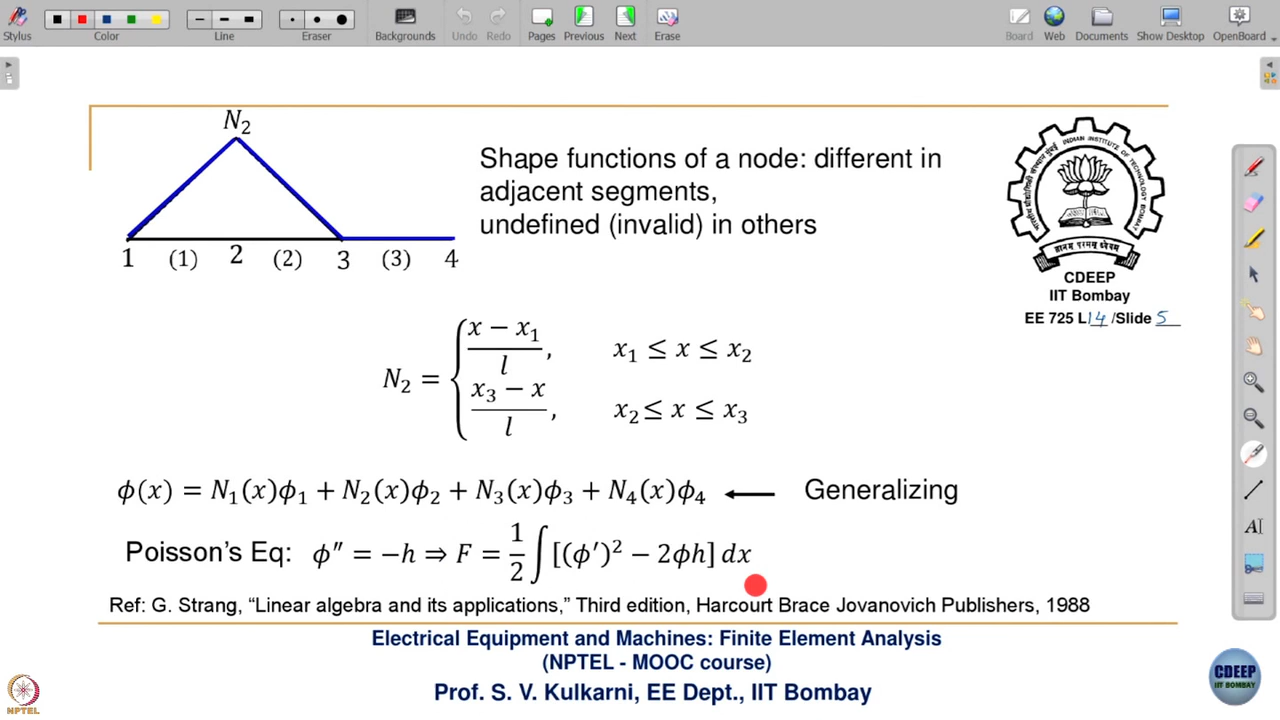 Stylus
Color
Line
Eraser
Backgrounds
Undo
Redo
Pages
Previous
Next
Erase
Board
Web
Documents
Show Desktop
OpenBoard
N₂
1 (1) 2 (2) 3 (3) 4
Shape functions of a node: different in
adjacent segments,
undefined (invalid) in others
CDEEP
IIT Bombay
EE 725 L14 /Slide 5
N₂ = { (x − x₁)/l, x₁ ≤ x ≤ x₂
(x₃ − x)/l, x₂ ≤ x ≤ x₃
ϕ(x) = N₁(x)ϕ₁ + N₂(x)ϕ₂ + N₃(x)ϕ₃ + N₄(x)ϕ₄ ← Generalizing
Poisson's Eq: ϕ″ = −h ⇒ F = 1/2 ∫ [(ϕ′)² − 2ϕh] dx
Ref: G. Strang, “Linear algebra and its applications,” Third edition, Harcourt Brace Jovanovich Publishers, 1988
Electrical Equipment and Machines: Finite Element Analysis
(NPTEL - MOOC course)
Prof. S. V. Kulkarni, EE Dept., IIT Bombay
NPTEL
CDEEP
IIT BOMBAY